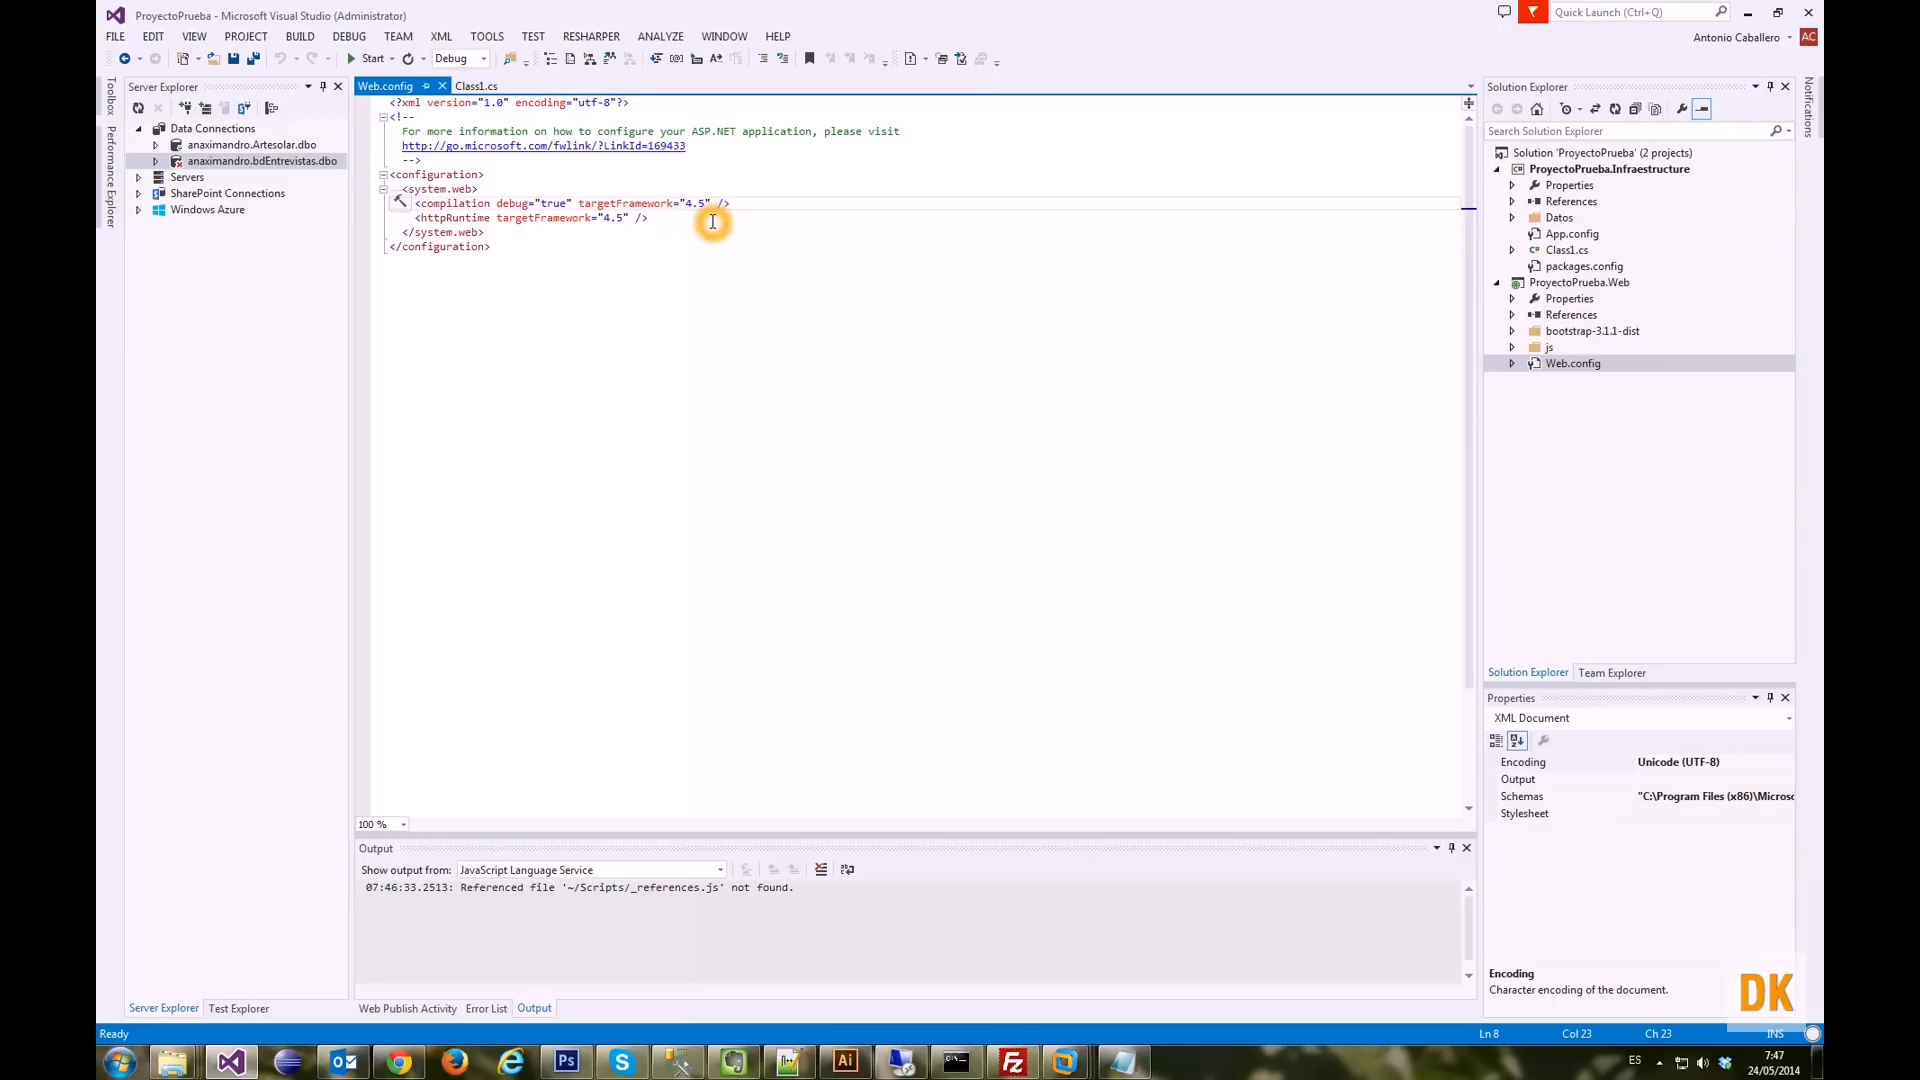 ProyectoPrueba - Microsoft Visual Studio (Administrator)
Quick Launch (Ctrl+Q)
FILE EDIT VIEW PROJECT BUILD DEBUG TEAM XML TOOLS TEST RESHARPER ANALYZE WINDOW HELP
Antonio Caballero AC
Start Debug
Toolbox
Performance Explorer
Server Explorer
Data Connections
anaximandro.Artesolar.dbo
anaximandro.bdEntrevistas.dbo
Servers
SharePoint Connections
Windows Azure
Server Explorer Test Explorer
Web.config Class1.cs
<?xml version="1.0" encoding="utf-8"?>
<!--
For more information on how to configure your ASP.NET application, please visit
http://go.microsoft.com/fwlink/?LinkId=169433
-->
<configuration>
<system.web>
<compilation debug="true" targetFramework="4.5" />
<httpRuntime targetFramework="4.5" />
</system.web>
</configuration>
100 %
Output
Show output from: JavaScript Language Service
07:46:33.2513: Referenced file '~/Scripts/_references.js' not found.
Web Publish Activity Error List Output
Solution Explorer
Search Solution Explorer
Solution 'ProyectoPrueba' (2 projects)
ProyectoPrueba.Infraestructure
Properties
References
Datos
App.config
Class1.cs
packages.config
ProyectoPrueba.Web
Properties
References
bootstrap-3.1.1-dist
js
Web.config
Solution Explorer Team Explorer
Notifications
Properties
XML Document
Encoding Unicode (UTF-8)
Output
Schemas "C:\Program Files (x86)\Microso
Stylesheet
Encoding
Character encoding of the document.
DK
Ready Ln 8 Col 23 Ch 23 INS
Ps
Ai
Fz
ES
7:47
24/05/2014